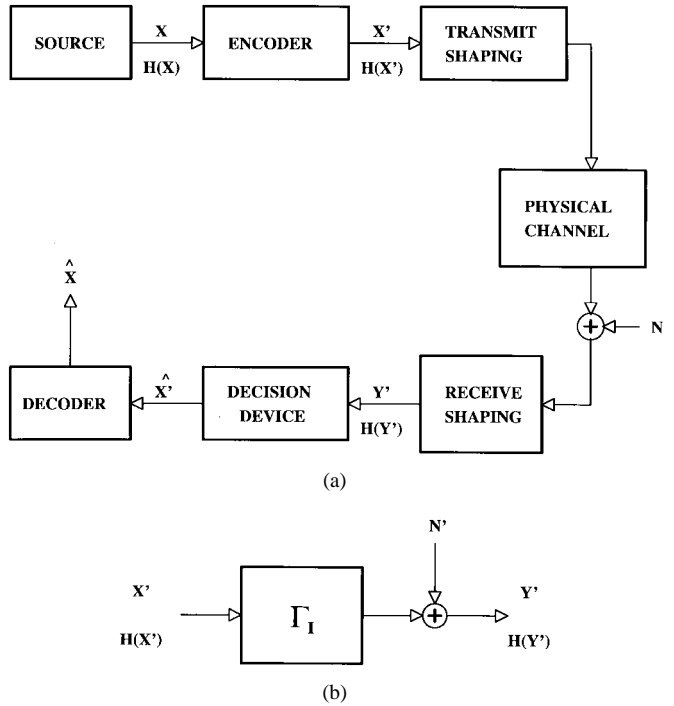 SOURCE
X
H(X)
ENCODER
X'
H(X')
TRANSMIT
SHAPING
PHYSICAL
CHANNEL
+
N
^
X
DECODER
^
X'
DECISION
DEVICE
Y'
H(Y')
RECEIVE
SHAPING
(a)
X'
H(X')
Γ_I
N'
+
Y'
H(Y')
(b)